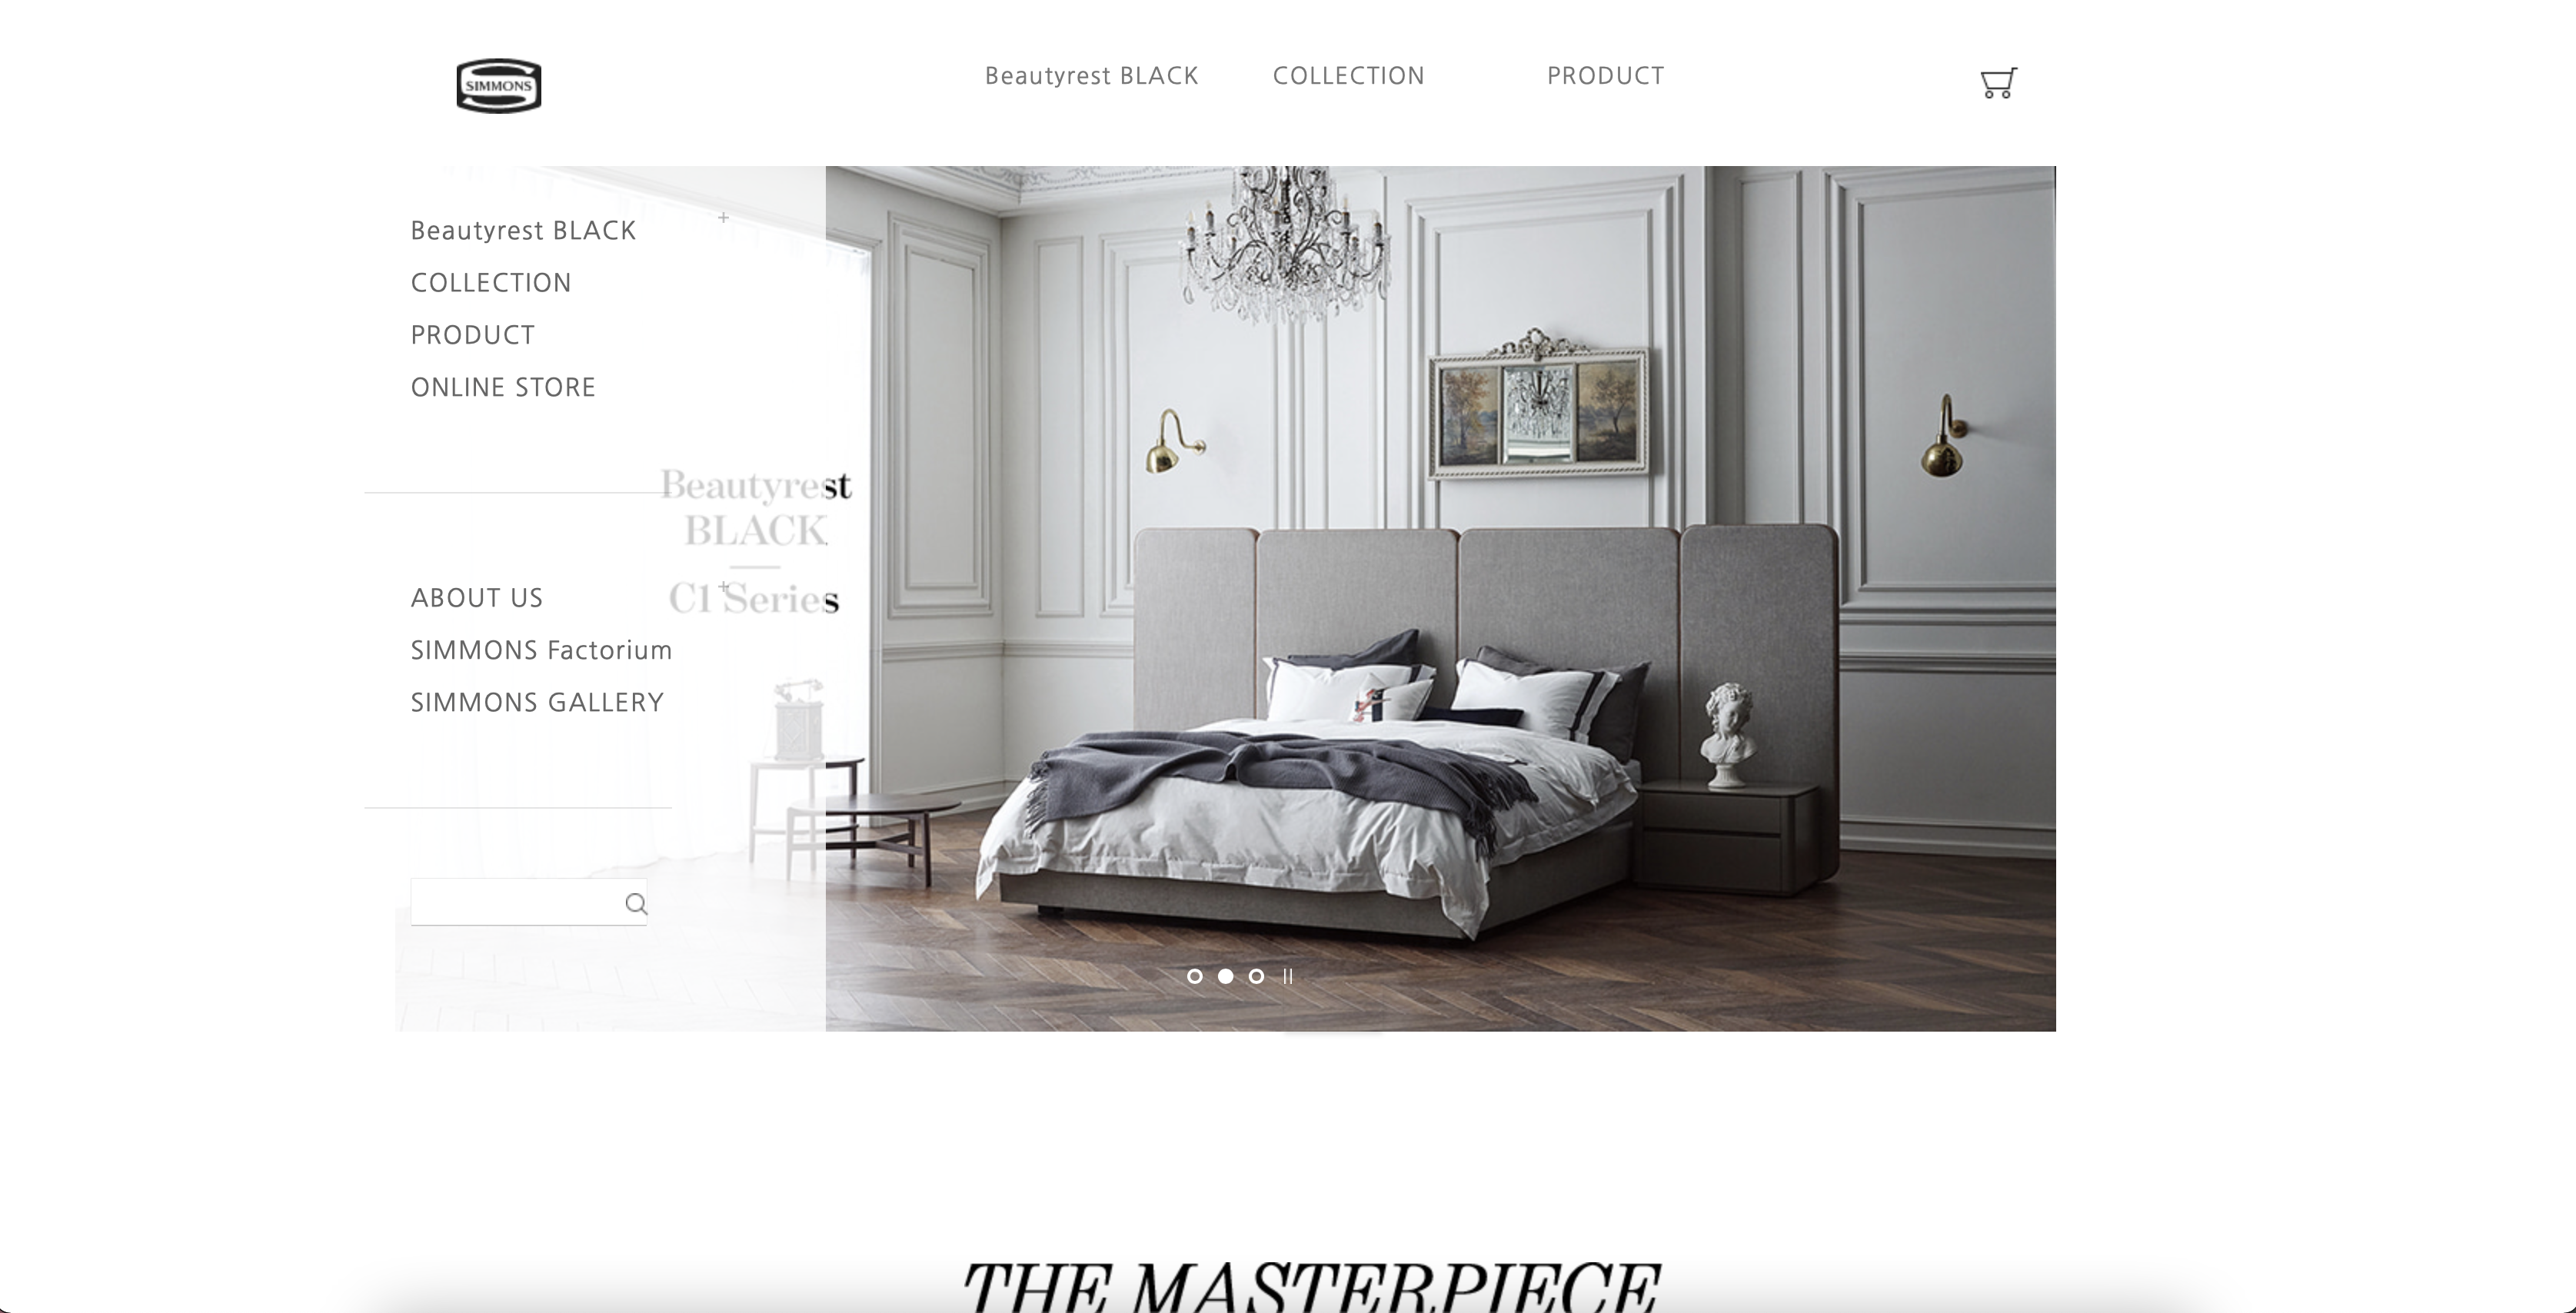 SIMMONS
Beautyrest BLACK
COLLECTION
PRODUCT
Beautyrest BLACK
COLLECTION
PRODUCT
ONLINE STORE
Beautyrest
BLACK
C1 Series
ABOUT US
SIMMONS Factorium
SIMMONS GALLERY
THE MASTERPIECE